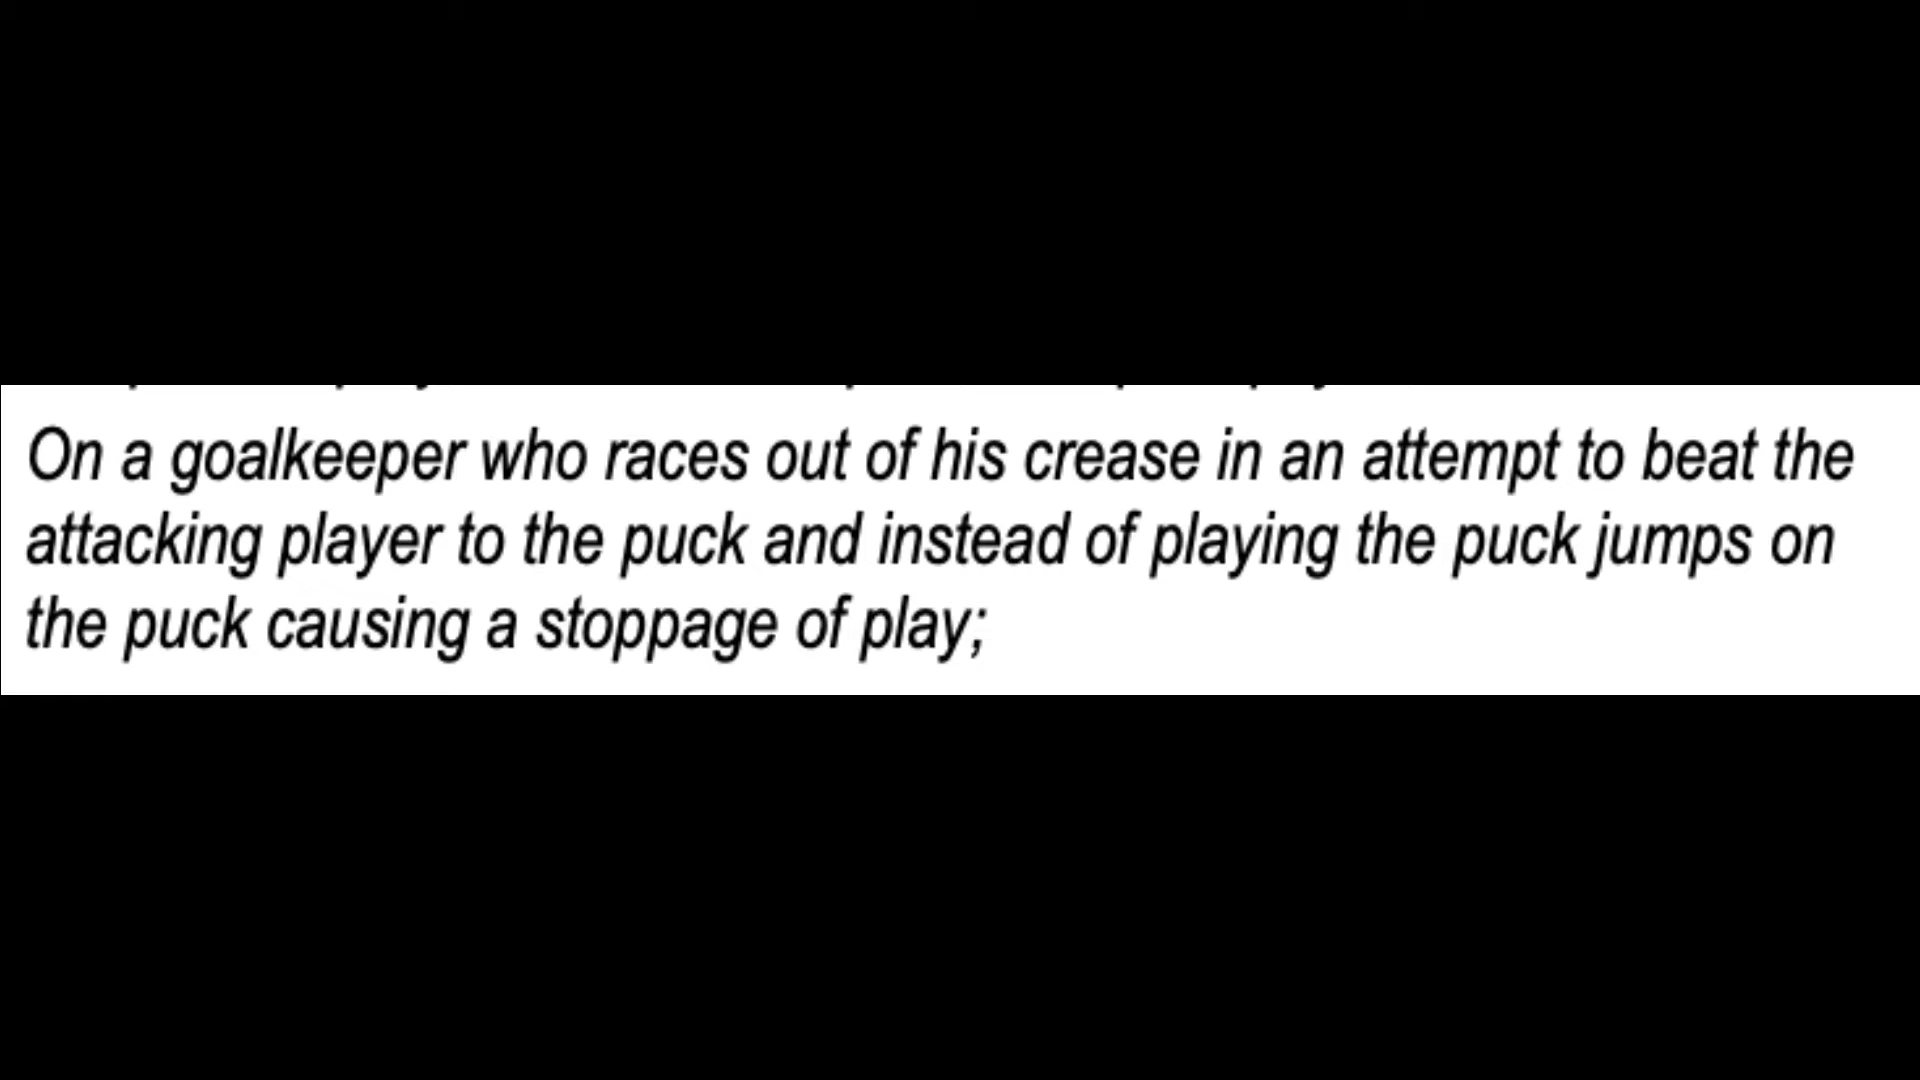 On a goalkeeper who races out of his crease in an attempt to beat the
attacking player to the puck and instead of playing the puck jumps on
the puck causing a stoppage of play;